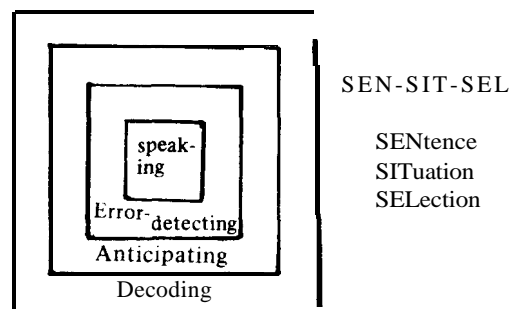 speak-
ing
Error-
detecting
Anticipating
Decoding
SEN-SIT-SEL
SENtence
SITuation
SELection